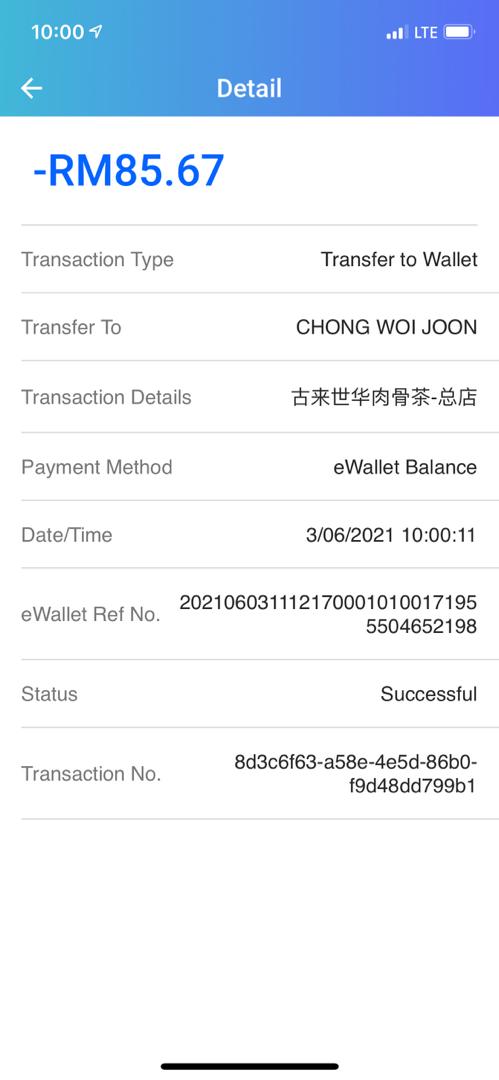 10:00
LTE
Detail
-RM85.67
Transaction Type Transfer to Wallet
Transfer To CHONG WOI JOON
Transaction Details 古来世华肉骨茶-总店
Payment Method eWallet Balance
Date/Time 3/06/2021 10:00:11
eWallet Ref No. 202106031112170001010017195
5504652198
Status Successful
Transaction No. 8d3c6f63-a58e-4e5d-86b0-
f9d48dd799b1